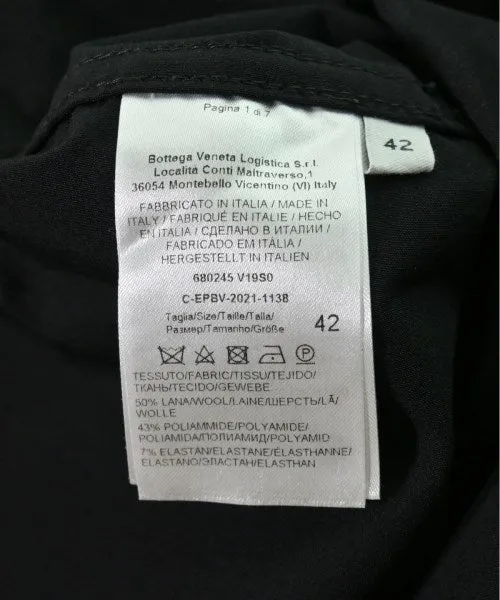 Pagina 1 di 7
42
Bottega Veneta Logistica S.r.l.
Località Conti Maltraverso,1
36054 Montebello Vicentino (VI) Italy
FABBRICATO IN ITALIA / MADE IN
ITALY / FABRIQUÉ EN ITALIE / HECHO
EN ITALIA / СДЕЛАНО В ИТАЛИИ /
FABRICADO EM ITÁLIA /
HERGESTELLT IN ITALIEN
680245 V19S0
C-EPBV-2021-1138
Taglia/Size/Taille/Talla/
Размер/Tamanho/Größe
42
TESSUTO/FABRIC/TISSU/TEJIDO/
ТКАНЬ/TECIDO/GEWEBE
50% LANA/WOOL/LAINE/ШЕРСТЬ/LÃ/
WOLLE
43% POLIAMMIDE/POLYAMIDE/
POLIAMIDA/ПОЛИАМИД/POLYAMID
7% ELASTAN/ELASTANE/ÉLASTHANNE/
ELASTANO/ЭЛАСТАН/ELASTHAN